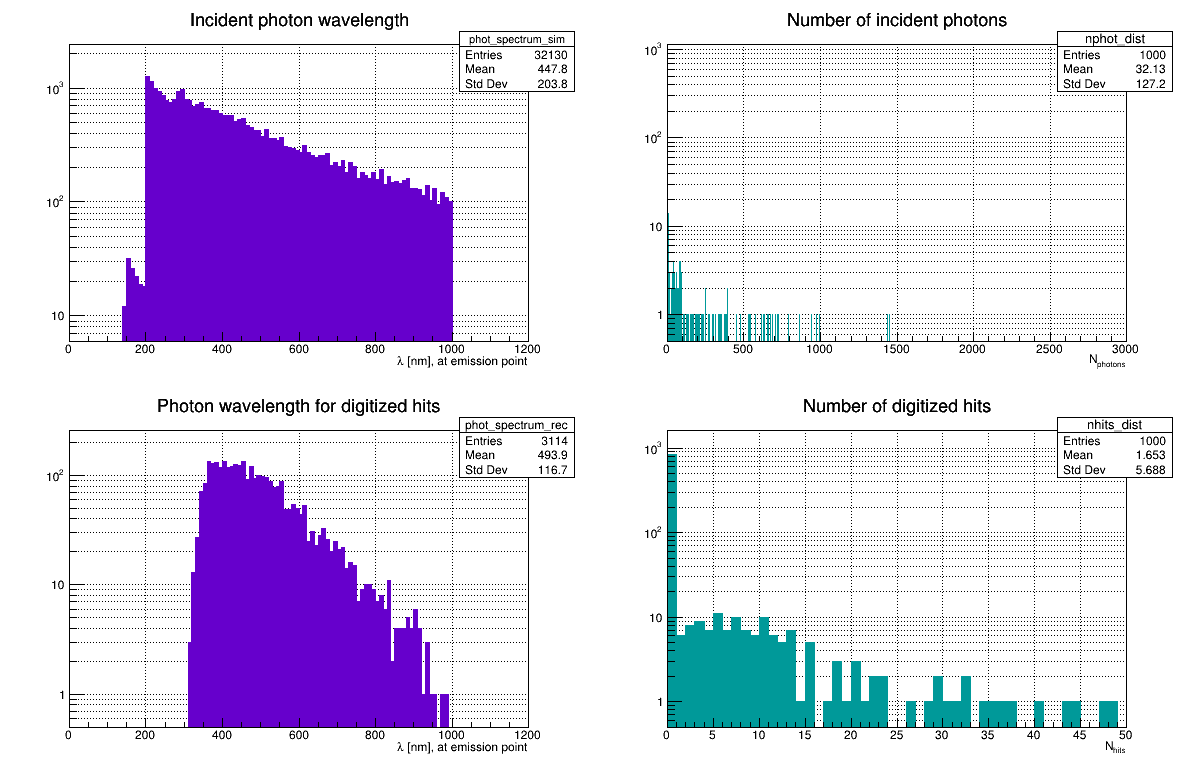 Incident photon wavelength
phot_spectrum_sim
Entries 32130
Mean 447.8
Std Dev 203.8
10³
10²
10
0 200 400 600 800 1000 1200
λ [nm], at emission point
Number of incident photons
nphot_dist
Entries 1000
Mean 32.13
Std Dev 127.2
10³
10²
10
1
0 500 1000 1500 2000 2500 3000
Nphotons
Photon wavelength for digitized hits
phot_spectrum_rec
Entries 3114
Mean 493.9
Std Dev 116.7
10²
10
1
0 200 400 600 800 1000 1200
λ [nm], at emission point
Number of digitized hits
nhits_dist
Entries 1000
Mean 1.653
Std Dev 5.688
10³
10²
10
1
0 5 10 15 20 25 30 35 40 45 50
Nhits